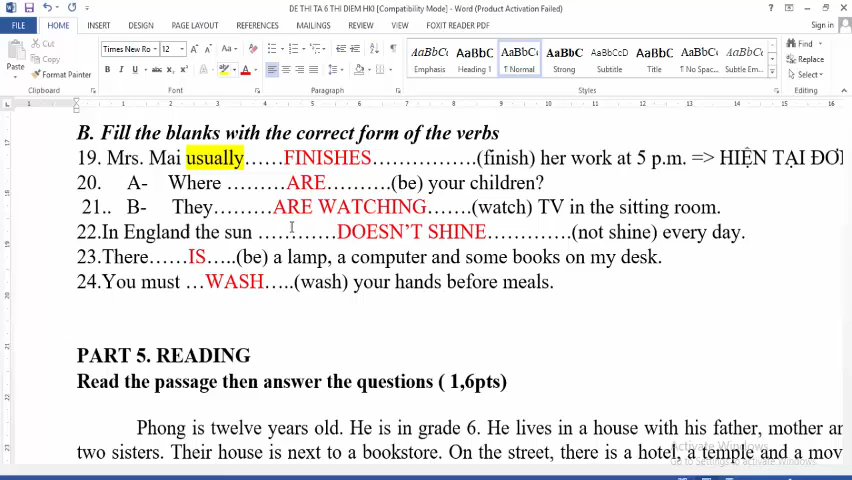 DE THI TA 6 THI DIEM HKI [Compatibility Mode] - Word (Product Activation Failed)
FILE HOME INSERT DESIGN PAGE LAYOUT REFERENCES MAILINGS REVIEW VIEW FOXIT READER PDF Sign in
Cut
Copy
Format Painter
Paste
Times New Ro 12
Emphasis Heading 1 ¶ Normal Strong Subtitle Title ¶ No Spac... Subtle Em...
Find
Replace
Select
Clipboard Font Paragraph Styles Editing
B. Fill the blanks with the correct form of the verbs
19. Mrs. Mai usually……FINISHES…………….(finish) her work at 5 p.m. => HIỆN TẠI ĐƠ
20. A- Where ………ARE……….(be) your children?
21.. B- They………ARE WATCHING…….(watch) TV in the sitting room.
22.In England the sun …………DOESN’T SHINE………….(not shine) every day.
23.There……IS…..(be) a lamp, a computer and some books on my desk.
24.You must …WASH…..(wash) your hands before meals.
PART 5. READING
Read the passage then answer the questions ( 1,6pts)
Phong is twelve years old. He is in grade 6. He lives in a house with his father, mother an
two sisters. Their house is next to a bookstore. On the street, there is a hotel, a temple and a mov
Activate Windows
Go to Settings to activate Windows.